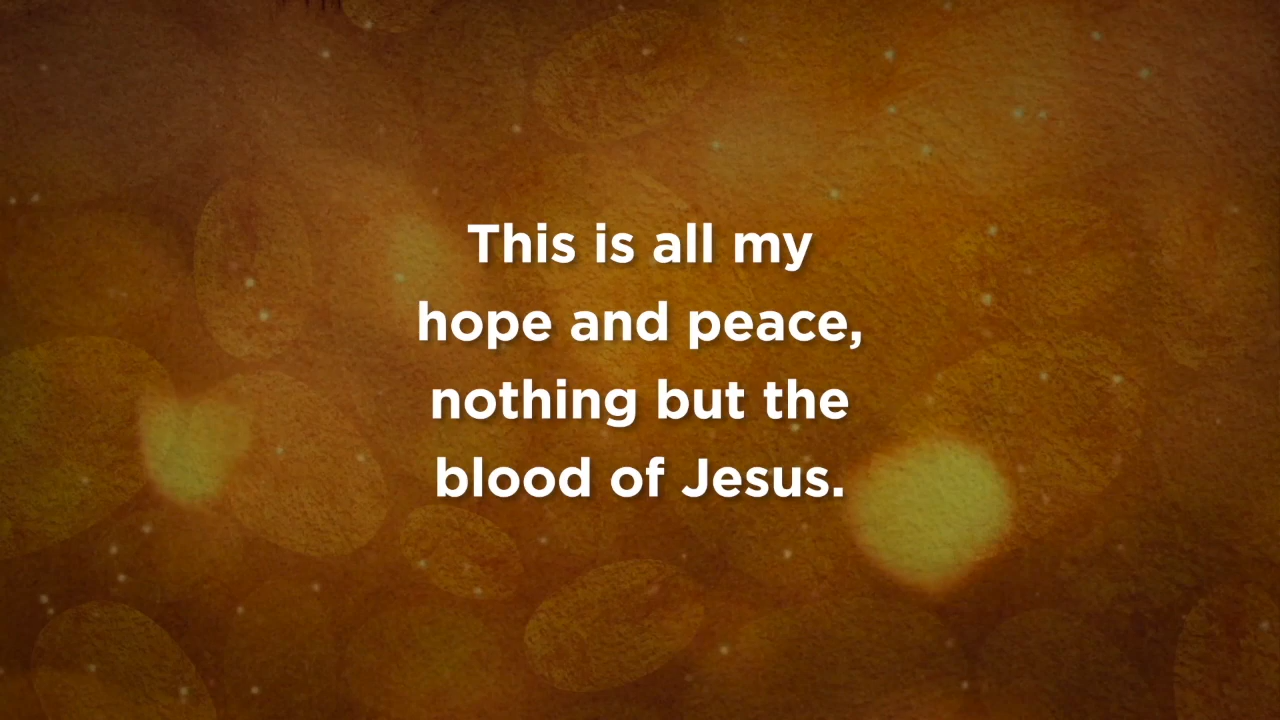 This is all my
hope and peace,
nothing but the
blood of Jesus.